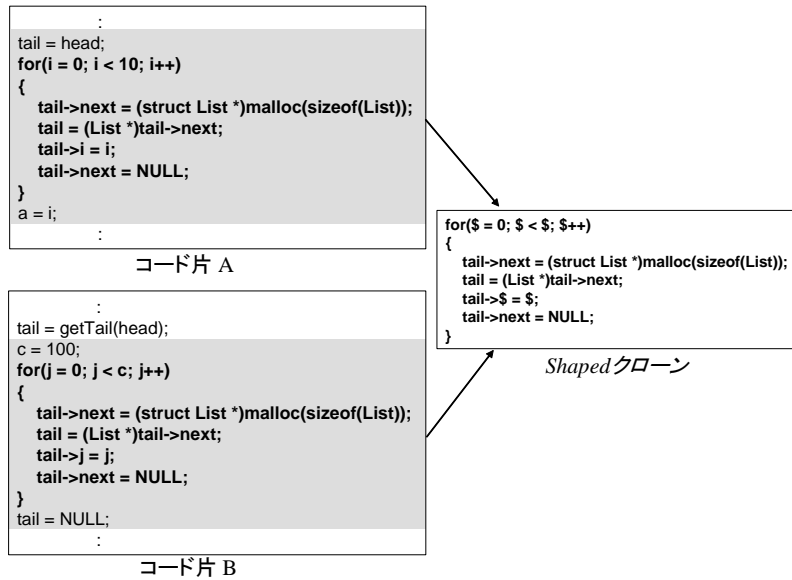 :
tail = head;
for(i = 0; i < 10; i++)
{
tail->next = (struct List *)malloc(sizeof(List));
tail = (List *)tail->next;
tail->i = i;
tail->next = NULL;
}
a = i;
:
コード片 A
:
tail = getTail(head);
c = 100;
for(j = 0; j < c; j++)
{
tail->next = (struct List *)malloc(sizeof(List));
tail = (List *)tail->next;
tail->j = j;
tail->next = NULL;
}
tail = NULL;
:
コード片 B
for($ = 0; $ < $; $++)
{
tail->next = (struct List *)malloc(sizeof(List));
tail = (List *)tail->next;
tail->$ = $;
tail->next = NULL;
}
Shapedクローン